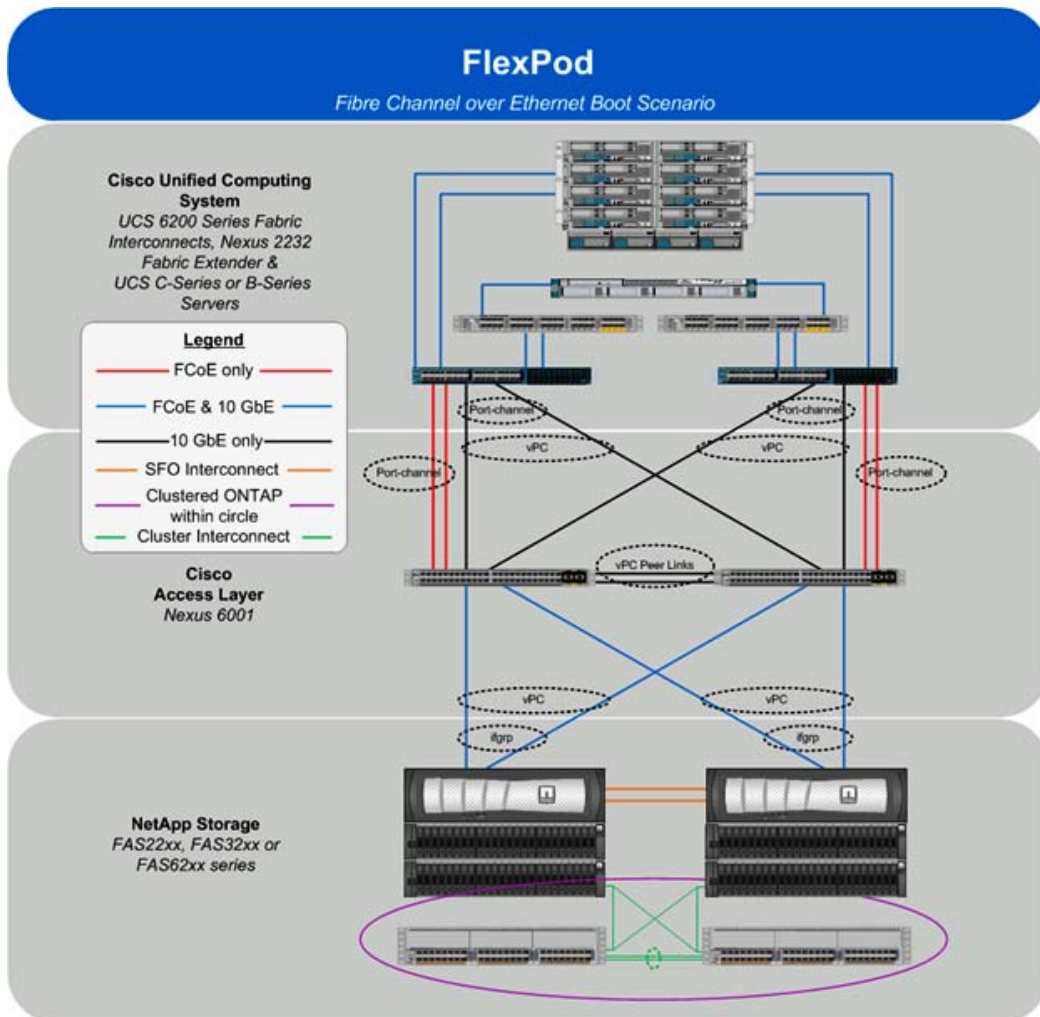 FlexPod
Fibre Channel over Ethernet Boot Scenario
Cisco Unified Computing
System
UCS 6200 Series Fabric
Interconnects, Nexus 2232
Fabric Extender &
UCS C-Series or B-Series
Servers
Legend
FCoE only
FCoE & 10 GbE
10 GbE only
SFO Interconnect
Clustered ONTAP
within circle
Cluster Interconnect
Port-channel
Port-channel
vPC
vPC
Port-channel
Port-channel
vPC Peer Links
Cisco
Access Layer
Nexus 6001
vPC
vPC
ifgrp
ifgrp
NetApp Storage
FAS22xx, FAS32xx or
FAS62xx series